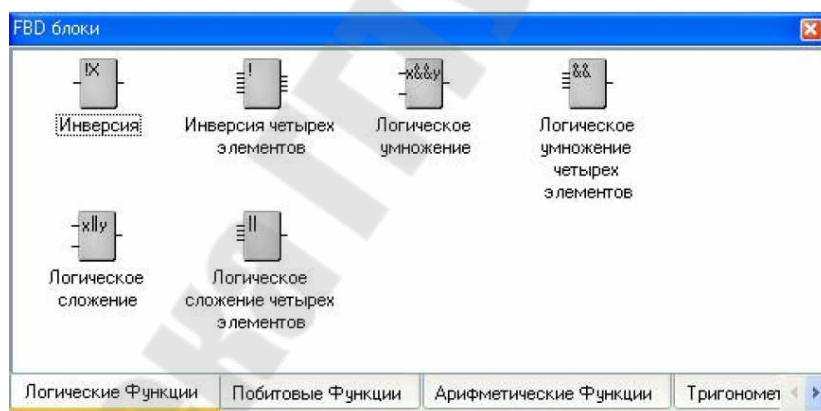 FBD блоки
!X
!
x&&y
&&
Инверсия
Инверсия четырех
элементов
Логическое
умножение
Логическое
умножение
четырех
элементов
x||y
||
Логическое
сложение
Логическое
сложение четырех
элементов
Логические Функции
Побитовые Функции
Арифметические Функции
Тригономет